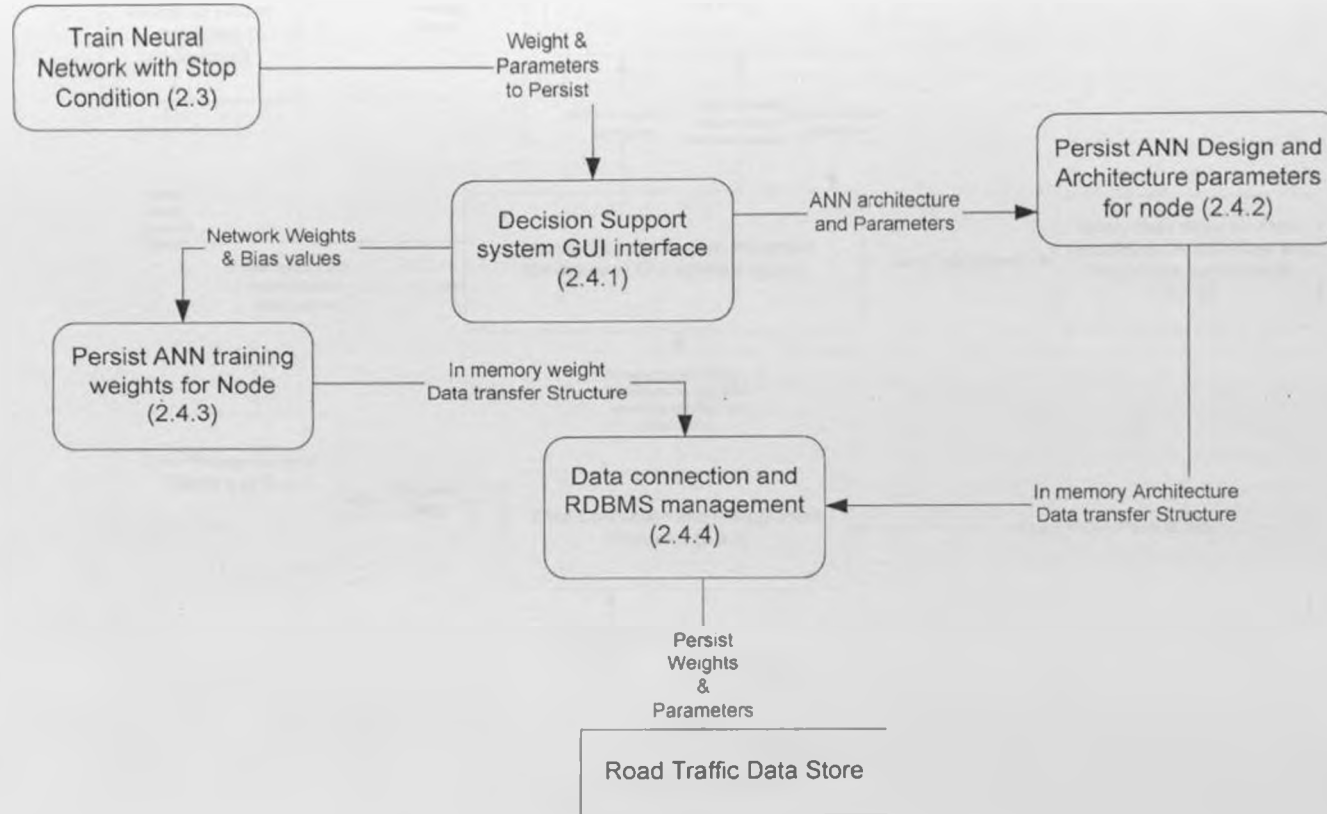 Train Neural
Network with Stop
Condition (2.3)
Weight &
Parameters
to Persist
Persist ANN Design and
Architecture parameters
for node (2.4.2)
Decision Support
system GUI interface
(2.4.1)
ANN architecture
and Parameters
Network Weights
& Bias values
Persist ANN training
weights for Node
(2.4.3)
In memory weight
Data transfer Structure
Data connection and
RDBMS management
(2.4.4)
In memory Architecture
Data transfer Structure
Persist
Weights
&
Parameters
Road Traffic Data Store